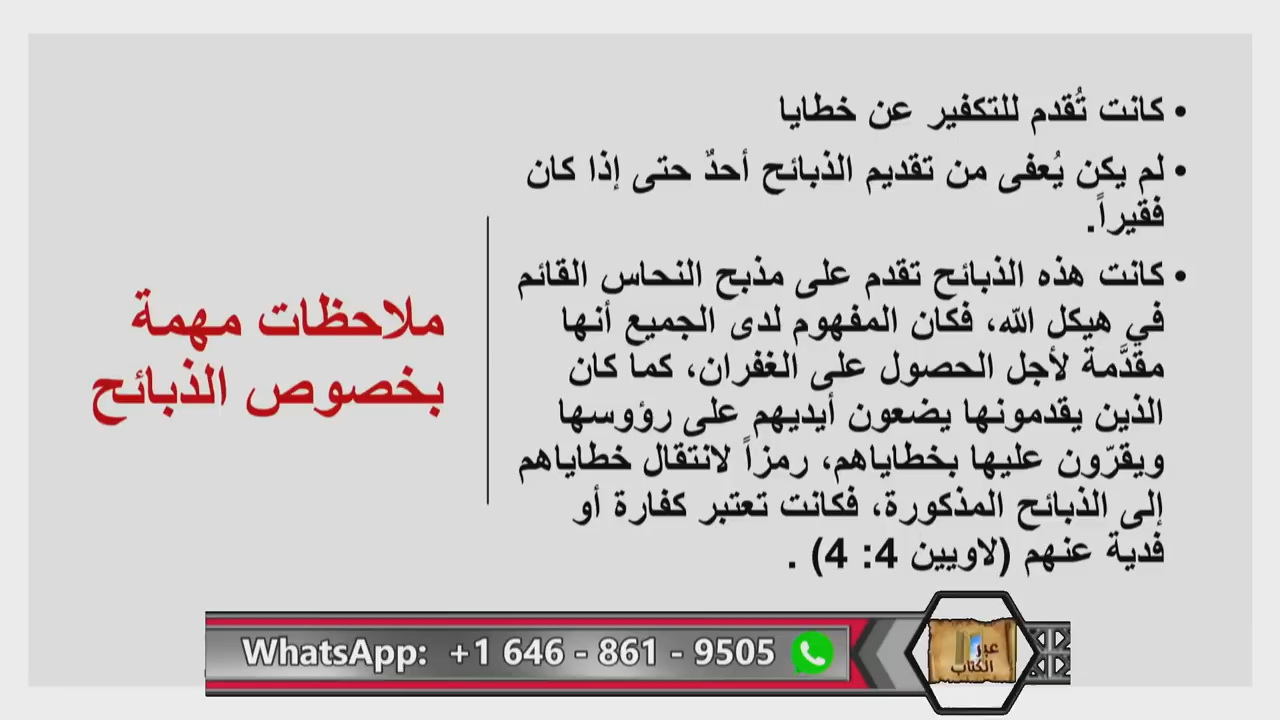 • كانت تُقدم للتكفير عن خطايا
• لم يكن يُعفى من تقديم الذبائح أحدٌ حتى إذا كان
فقيراً.
• كانت هذه الذبائح تقدم على مذبح النحاس القائم
في هيكل الله، فكان المفهوم لدى الجميع أنها
مقدَّمة لأجل الحصول على الغفران، كما كان
الذين يقدمونها يضعون أيديهم على رؤوسها
ويقرّون عليها بخطاياهم، رمزاً لانتقال خطاياهم
إلى الذبائح المذكورة، فكانت تعتبر كفارة أو
فدية عنهم (لاويين 4: 4) .
ملاحظات مهمة
بخصوص الذبائح
WhatsApp: +1 646 - 861 - 9505
عبر
الكتاب